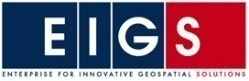 EIGS
ENTERPRISE FOR INNOVATIVE GEOSPATIAL SOLUTIONS